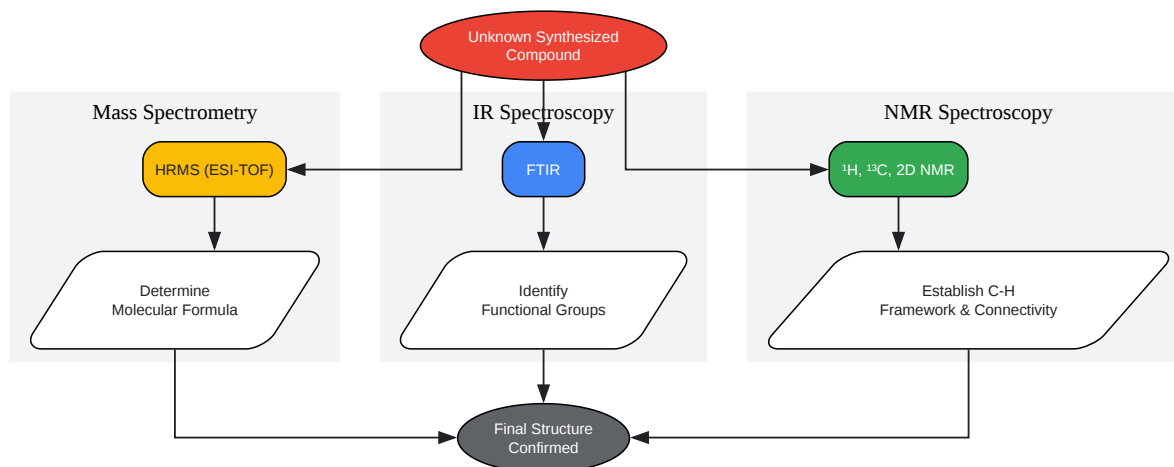 Unknown Synthesized
Compound
Mass Spectrometry
IR Spectroscopy
NMR Spectroscopy
HRMS (ESI-TOF)
FTIR
¹H, ¹³C, 2D NMR
Determine
Molecular Formula
Identify
Functional Groups
Establish C-H
Framework & Connectivity
Final Structure
Confirmed